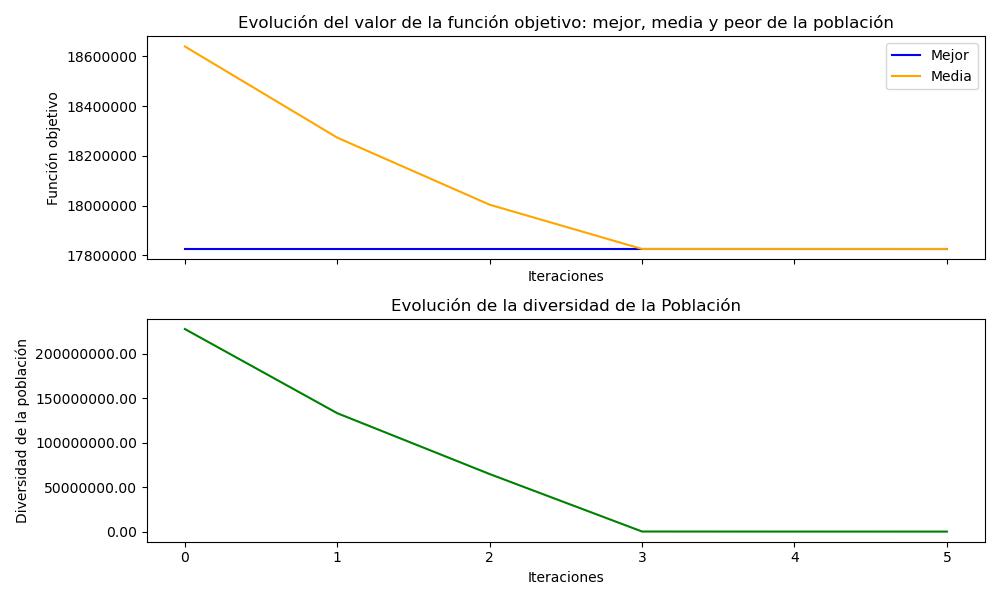 Evolución del valor de la función objetivo: mejor, media y peor de la población
Función objetivo
18600000
18400000
18200000
18000000
17800000
Mejor
Media
Iteraciones
Evolución de la diversidad de la Población
Diversidad de la población
200000000.00
150000000.00
100000000.00
50000000.00
0.00
0 1 2 3 4 5
Iteraciones